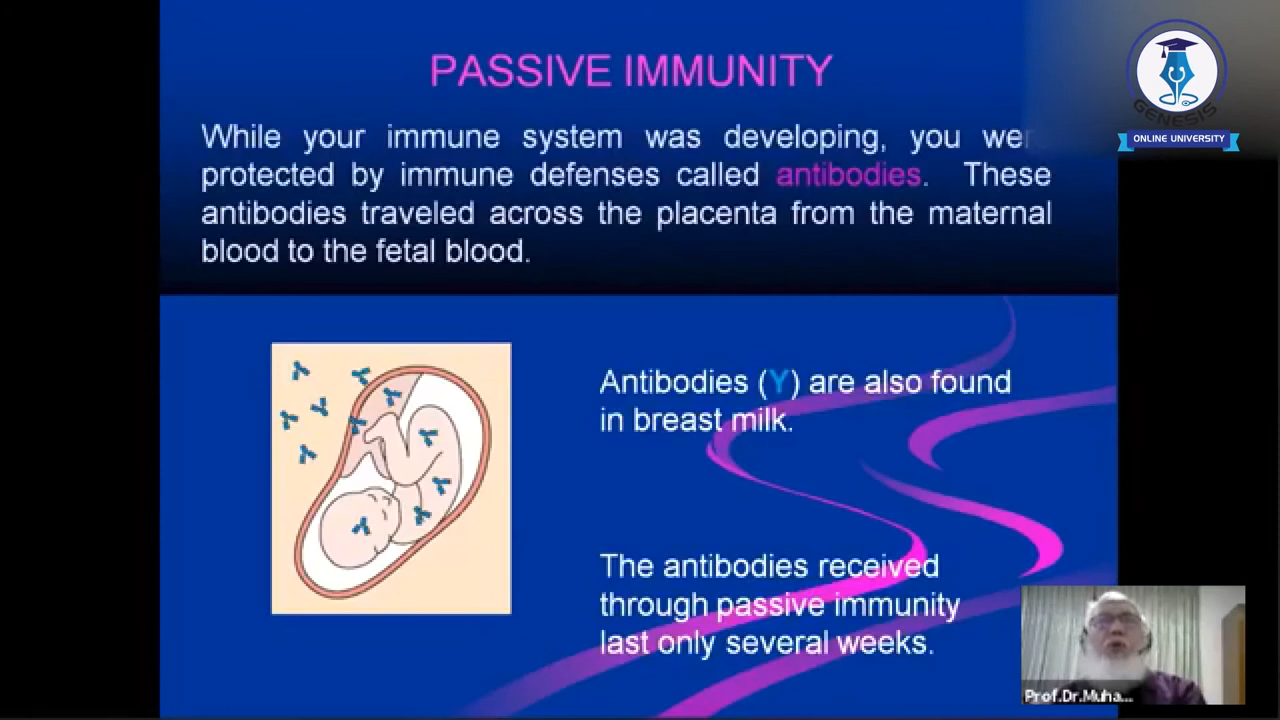 PASSIVE IMMUNITY
While your immune system was developing, you wer
protected by immune defenses called antibodies. These
antibodies traveled across the placenta from the maternal
blood to the fetal blood.
Antibodies (Y) are also found
in breast milk.
The antibodies received
through passive immunity
last only several weeks.
GENESIS
ONLINE UNIVERSITY
Prof.Dr.Muha...